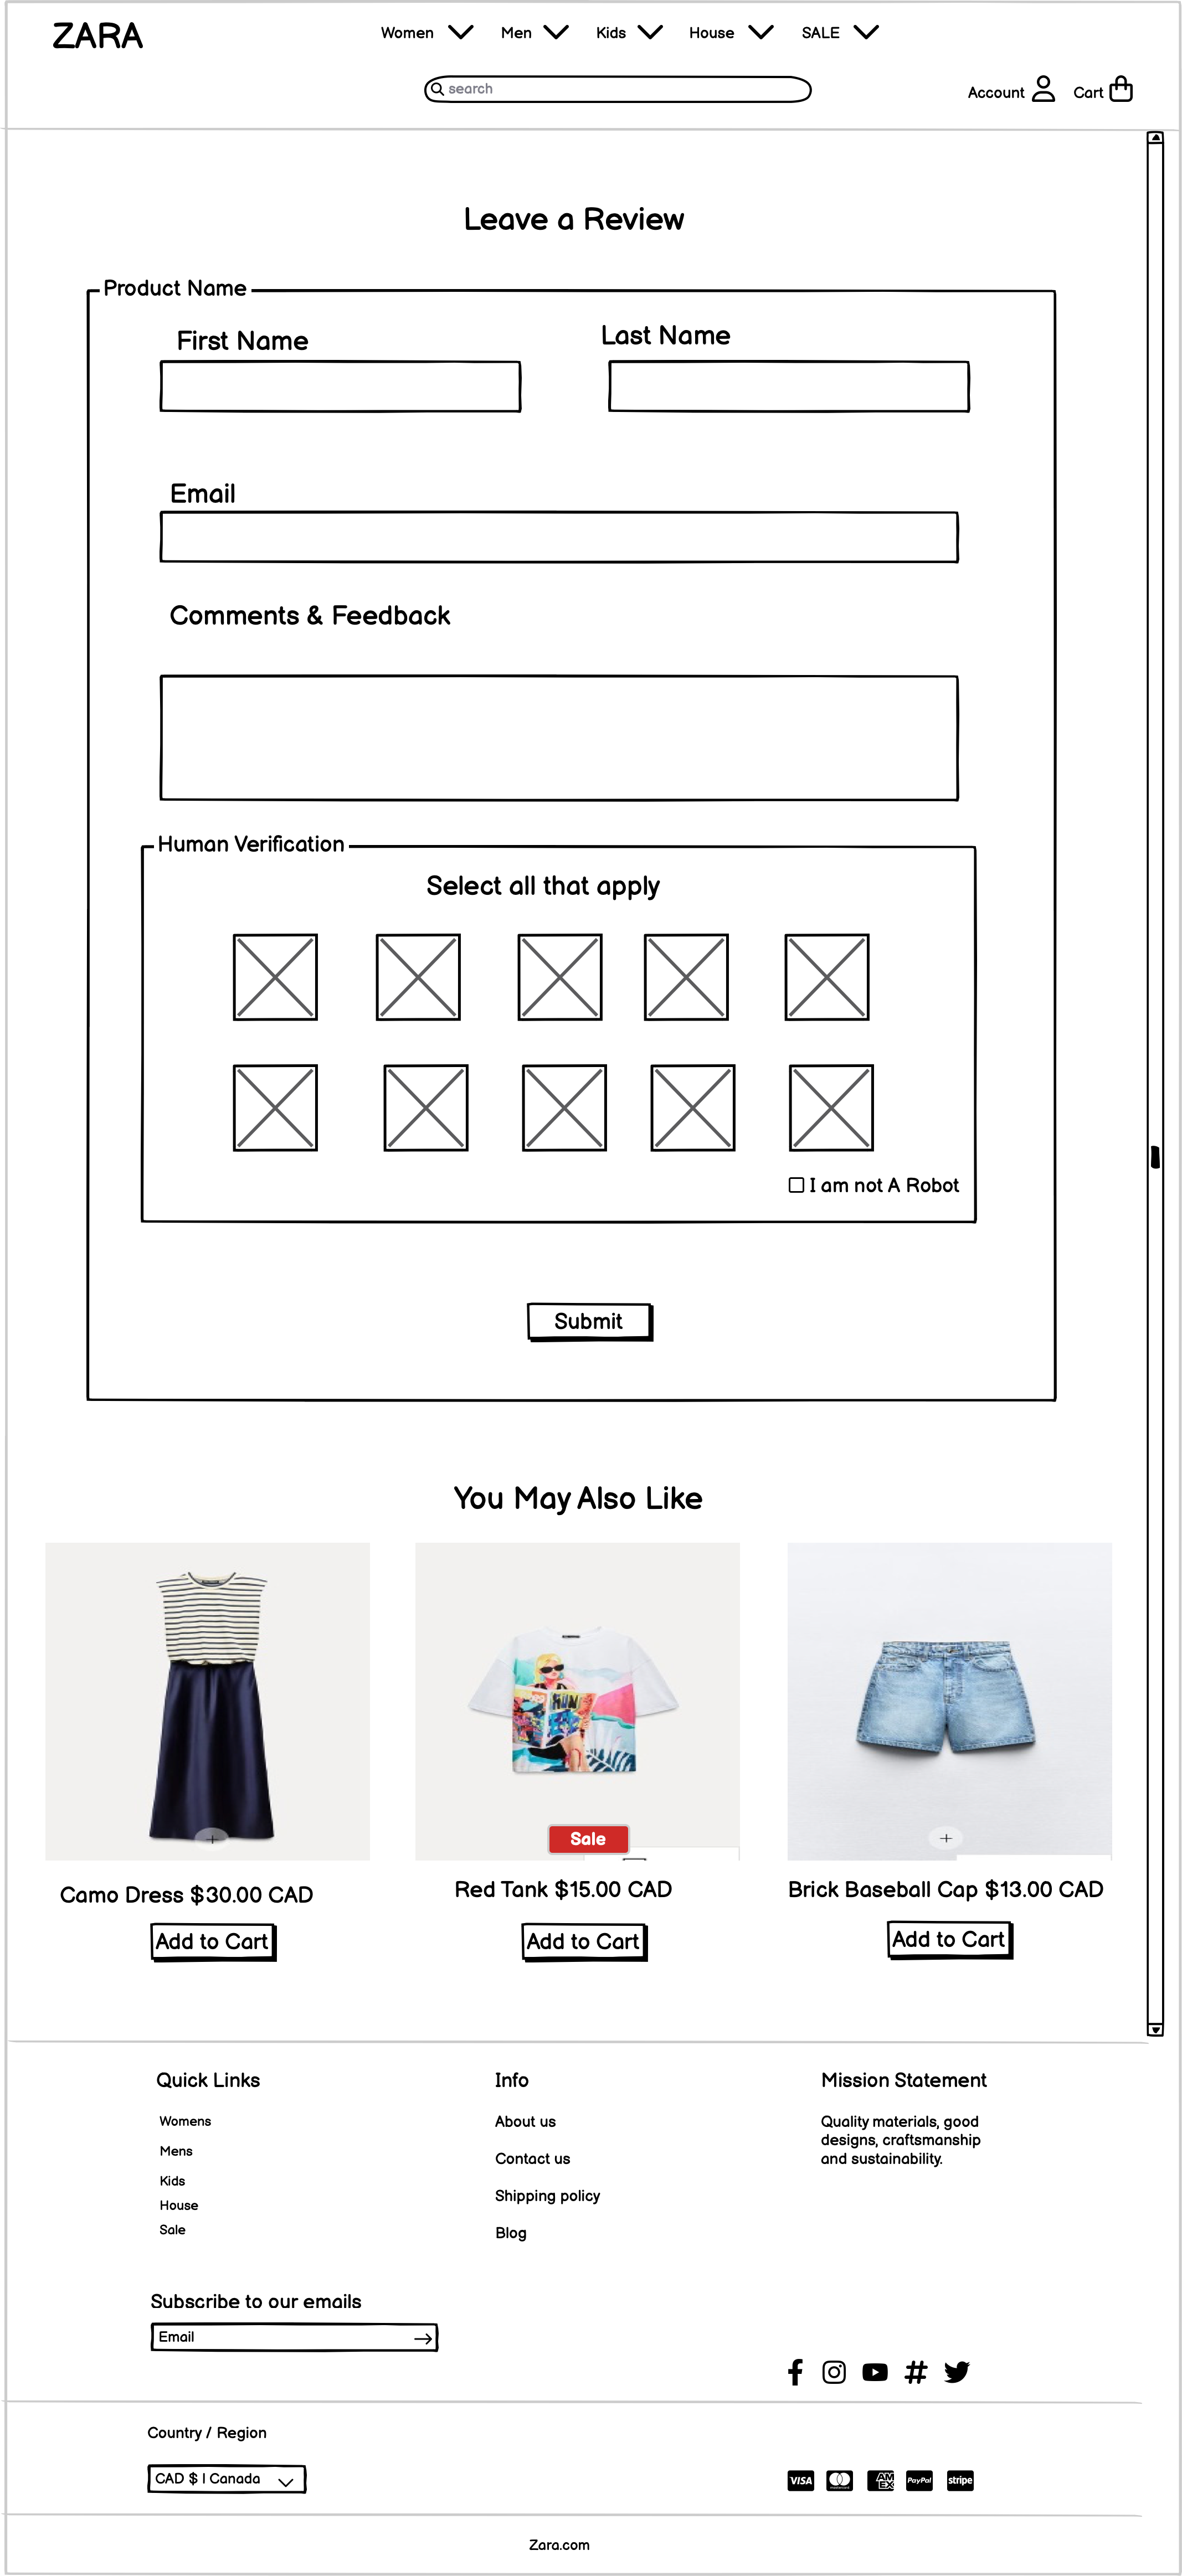 ZARA
Women
Men
Kids
House
SALE
search
Account
Cart
Leave a Review
Product Name
First Name
Last Name
Email
Comments & Feedback
Human Verification
Select all that apply
I am not A Robot
Submit
You May Also Like
Sale
Camo Dress $30.00 CAD
Red Tank $15.00 CAD
Brick Baseball Cap $13.00 CAD
Add to Cart
Add to Cart
Add to Cart
Quick Links
Womens
Mens
Kids
House
Sale
Info
About us
Contact us
Shipping policy
Blog
Mission Statement
Quality materials, good
designs, craftsmanship
and sustainability.
Subscribe to our emails
Email
Country / Region
CAD $ | Canada
VISA
AM
EX
PayPal
stripe
Zara.com